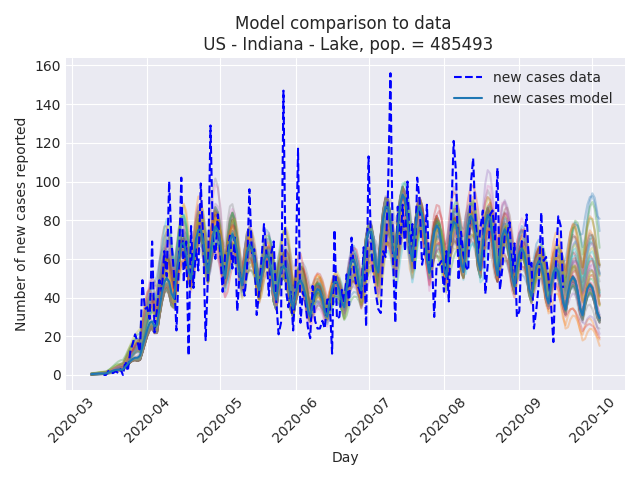 Model comparison to data
US - Indiana - Lake, pop. = 485493
Number of new cases reported
160
140
120
100
80
60
40
20
0
new cases data
new cases model
2020-03
2020-04
2020-05
2020-06
2020-07
2020-08
2020-09
2020-10
Day